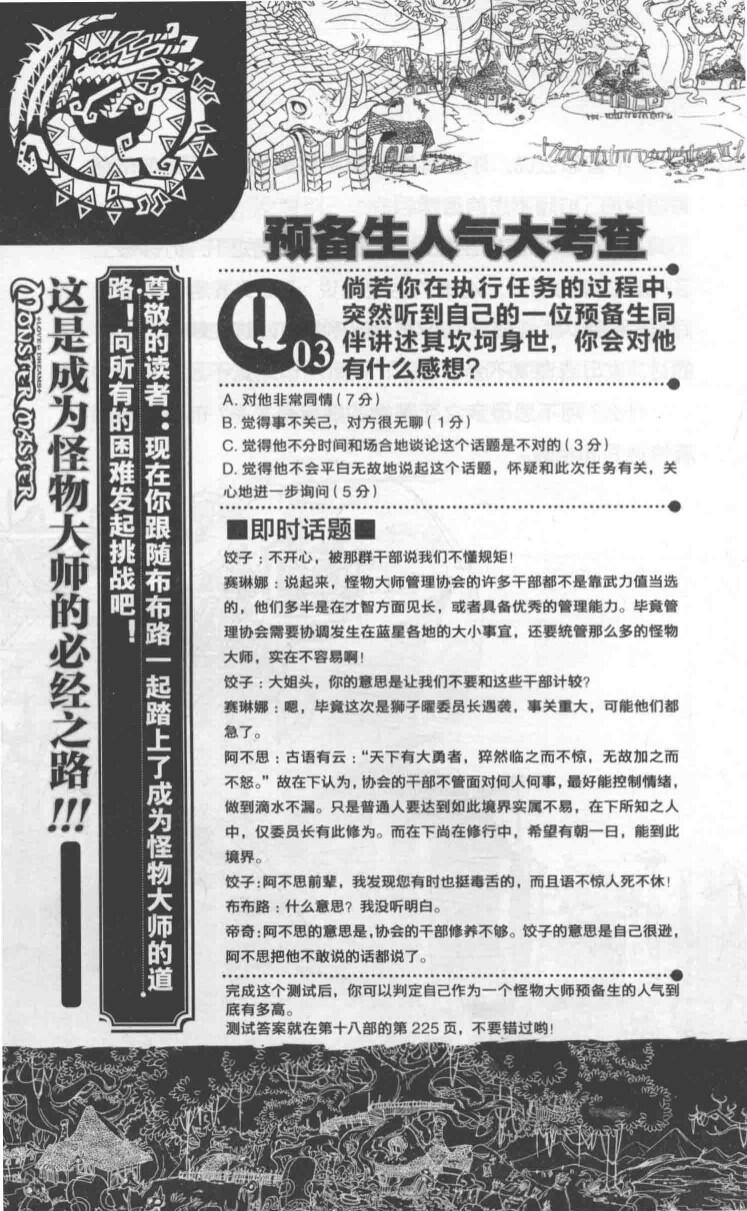 预备生人气大考查
Q03
倘若你在执行任务的过程中，
突然听到自己的一位预备生同
伴讲述其坎坷身世，你会对他
有什么感想？
A. 对他非常同情（7分）
B. 觉得事不关己，对方很无聊（1分）
C. 觉得他不分时间和场合地谈论这个话题是不对的（3分）
D. 觉得他不会平白无故地说起这个话题，怀疑和此次任务有关，关
心地进一步询问（5分）
■即时话题■
饺子：不开心，被那群干部说我们不懂规矩！
赛琳娜：说起来，怪物大师管理协会的许多干部都不是靠武力值当选
的，他们多半是在才智方面见长，或者具备优秀的管理能力。毕竟管
理协会需要协调发生在蓝星各地的大小事宜，还要统管那么多的怪物
大师，实在不容易啊！
饺子：大姐头，你的意思是让我们不要和这些干部计较？
赛琳娜：嗯，毕竟这次是狮子曜委员长遇袭，事关重大，可能他们都
急了。
阿不思：古语有云：“天下有大勇者，猝然临之而不惊，无故加之而
不怒。”故在下认为，协会的干部不管面对何人何事，最好能控制情绪，
做到滴水不漏。只是普通人要达到如此境界实属不易，在下所知之人
中，仅委员长有此修为。而在下尚在修行中，希望有朝一日，能到此
境界。
饺子：阿不思前辈，我发现您有时也挺毒舌的，而且语不惊人死不休！
布布路：什么意思？我没听明白。
帝奇：阿不思的意思是，协会的干部修养不够。饺子的意思是自己很逊，
阿不思把他不敢说的话都说了。
完成这个测试后，你可以判定自己作为一个怪物大师预备生的人气到
底有多高。
测试答案就在第十八部的第 225 页，不要错过哟！
尊敬的读者：现在你跟随布布路一起踏上了成为怪物大师的道
路！向所有的困难发起挑战吧！
这是成为怪物大师的必经之路!!!
MONSTER MASTER